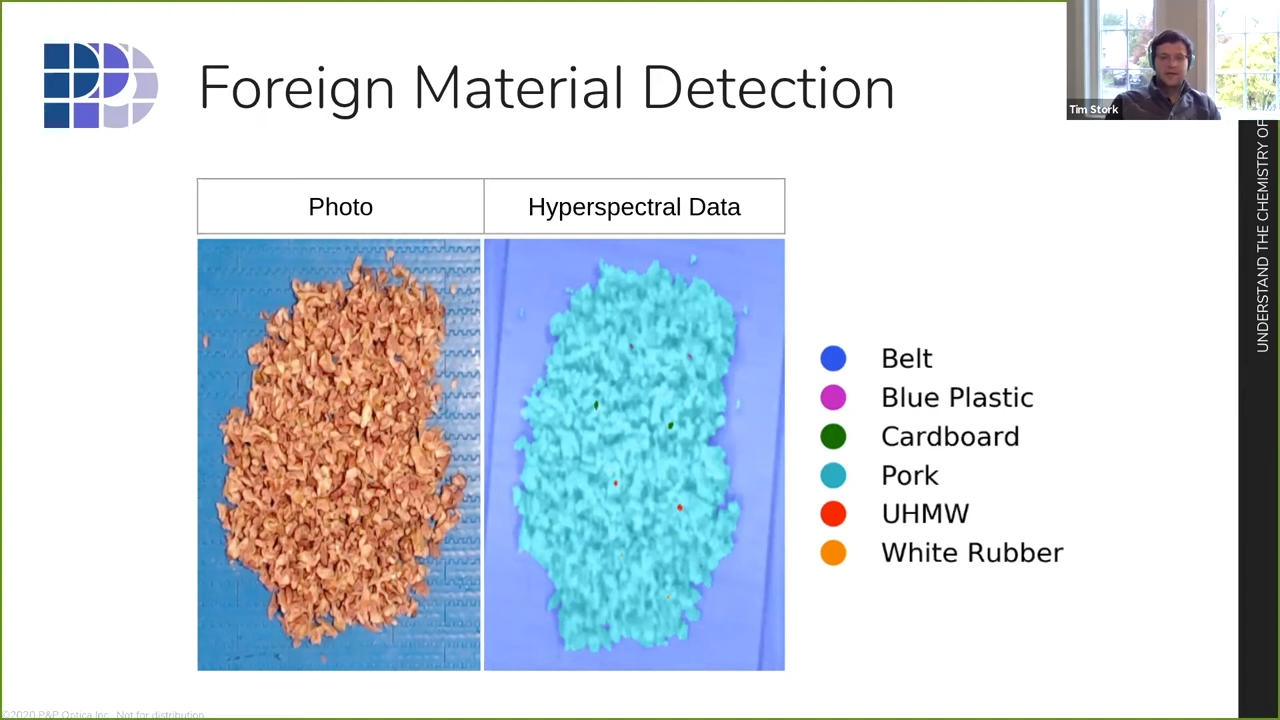 Foreign Material Detection
Tim Stork
UNDERSTAND THE CHEMISTRY OF
Photo
Hyperspectral Data
Belt
Blue Plastic
Cardboard
Pork
UHMW
White Rubber
©2020 P&P Optica Inc. Not for distribution